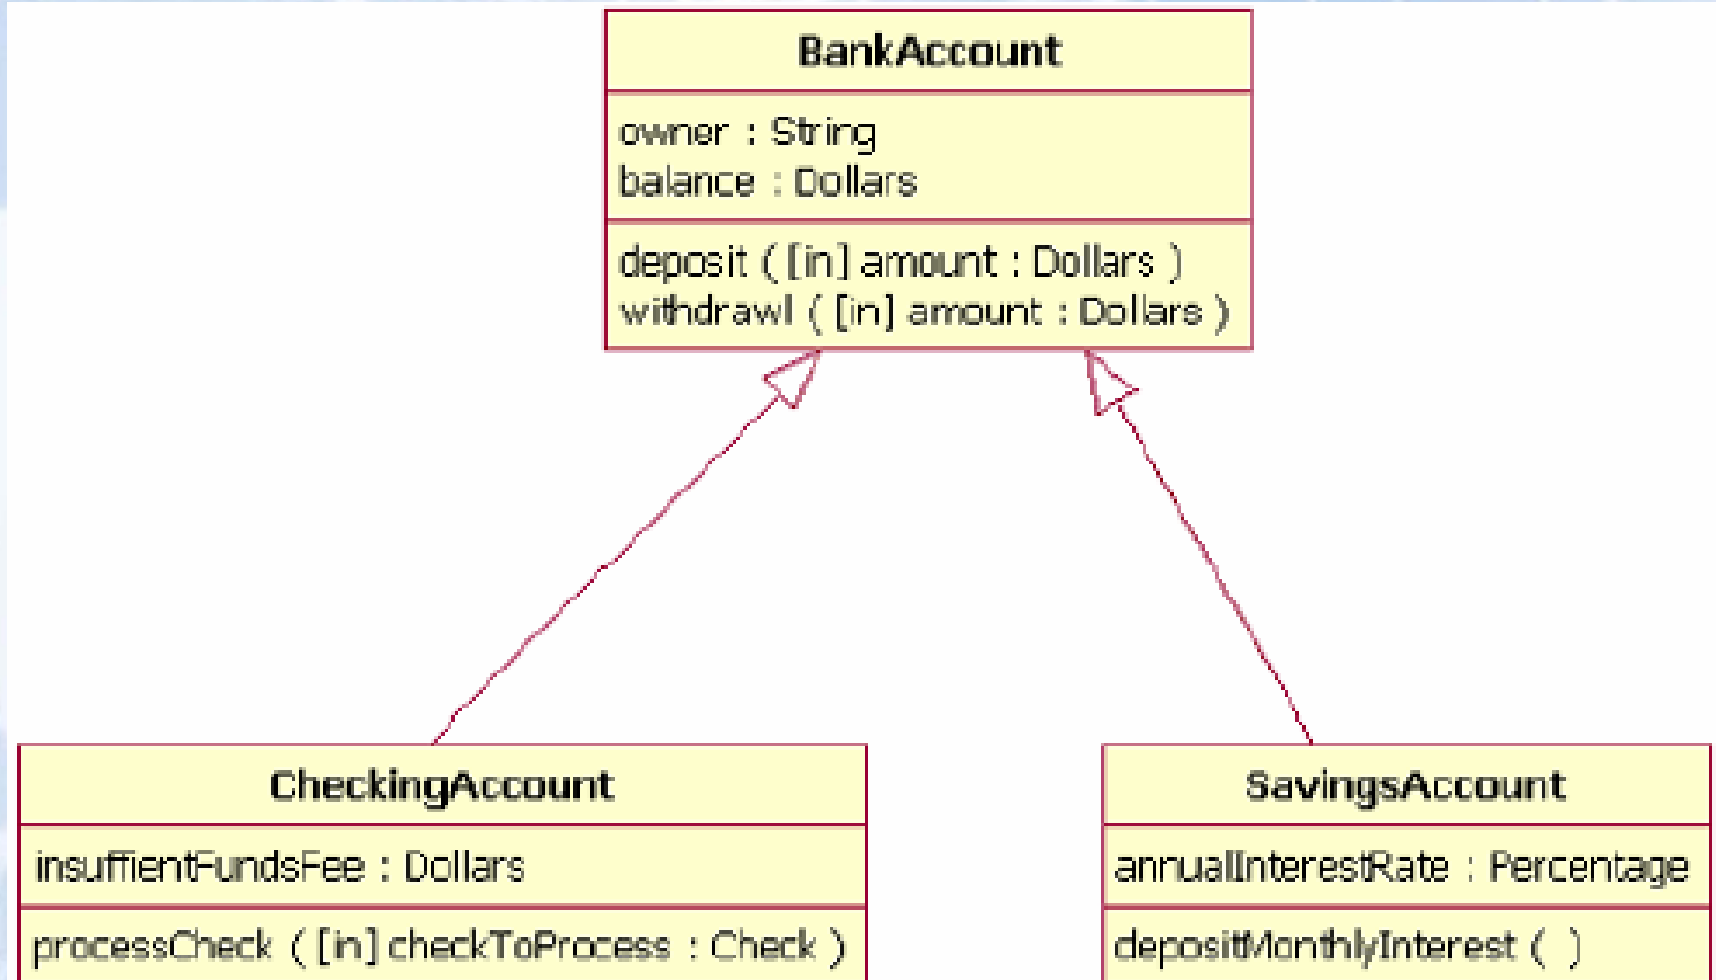 BankAccount
owner : String
balance : Dollars
deposit ( [in] amount : Dollars )
withdrawl ( [in] amount : Dollars )
CheckingAccount
insuffientFundsFee : Dollars
processCheck ( [in] checkToProcess : Check )
SavingsAccount
annualInterestRate : Percentage
depositMonthlyInterest ( )